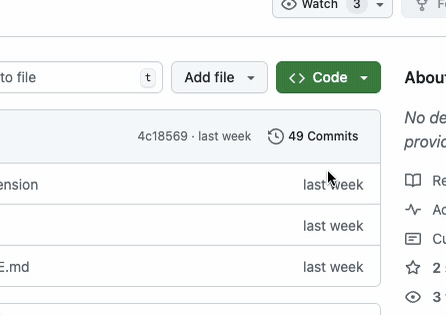 Watch 3
to file t Add file Code
About
No de
provid
4c18569 · last week 49 Commits
ension last week
last week
E.md last week
Re
Ac
Cu
2
3